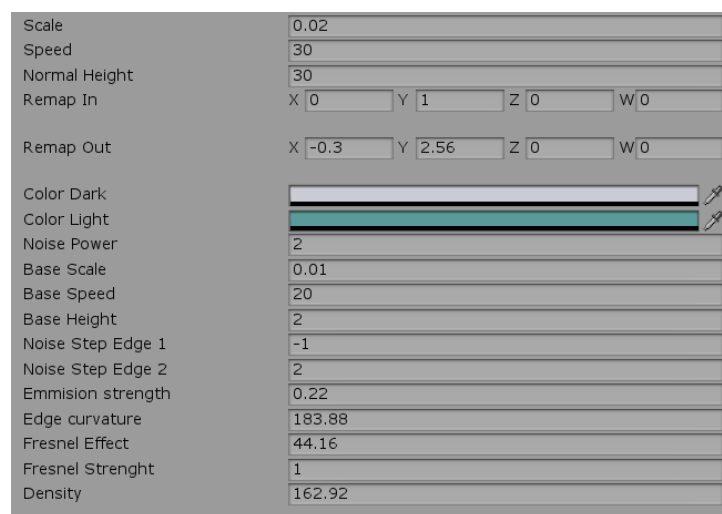 Scale 0.02
Speed 30
Normal Height 30
Remap In X 0 Y 1 Z 0 W 0
Remap Out X -0.3 Y 2.56 Z 0 W 0
Color Dark
Color Light
Noise Power 2
Base Scale 0.01
Base Speed 20
Base Height 2
Noise Step Edge 1 -1
Noise Step Edge 2 2
Emmision strength 0.22
Edge curvature 183.88
Fresnel Effect 44.16
Fresnel Strenght 1
Density 162.92